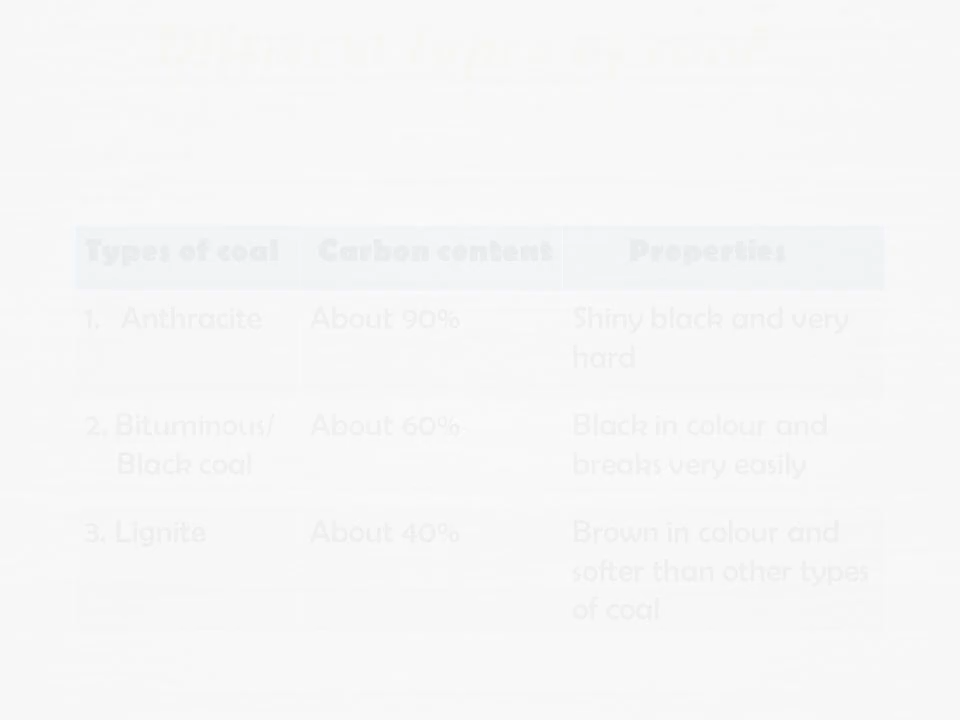 Different types of coal
Types of coal
Carbon content
Properties
1. Anthracite
About 90%
Shiny black and very
hard
2. Bituminous/
Black coal
About 60%
Black in colour and
breaks very easily
3. Lignite
About 40%
Brown in colour and
softer than other types
of coal